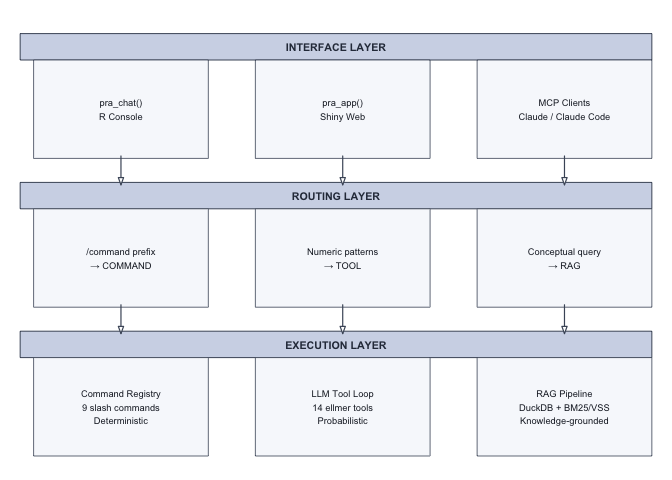 INTERFACE LAYER
pra_chat()
R Console
pra_app()
Shiny Web
MCP Clients
Claude / Claude Code
ROUTING LAYER
/command prefix
→ COMMAND
Numeric patterns
→ TOOL
Conceptual query
→ RAG
EXECUTION LAYER
Command Registry
9 slash commands
Deterministic
LLM Tool Loop
14 ellmer tools
Probabilistic
RAG Pipeline
DuckDB + BM25/VSS
Knowledge-grounded